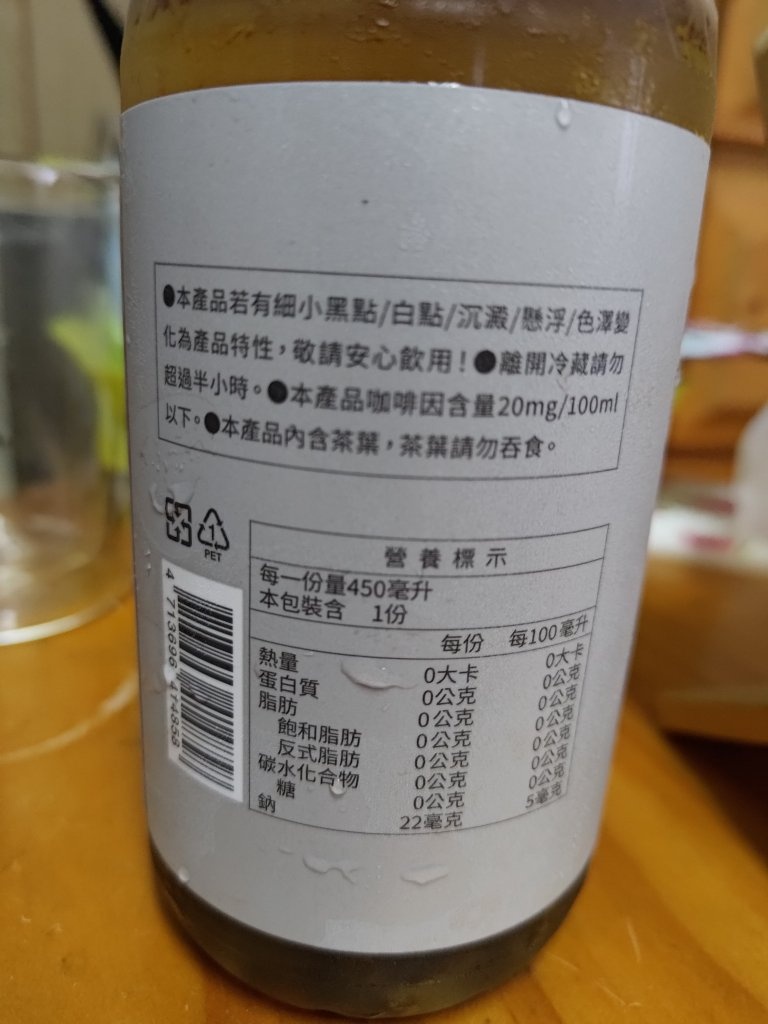 ●本產品若有細小黑點/白點/沉澱/懸浮/色澤變
化為產品特性，敬請安心飲用！●離開冷藏請勿
超過半小時。●本產品咖啡因含量20mg/100ml
以下。●本產品內含茶葉，茶葉請勿吞食。
1
PET
4 713696 474858
營養標示
每一份量450毫升
本包裝含 1份
每份 每100毫升
熱量 0大卡 0大卡
蛋白質 0公克 0公克
脂肪 0公克 0公克
飽和脂肪 0公克 0公克
反式脂肪 0公克 0公克
碳水化合物 0公克 0公克
糖 0公克 0公克
鈉 22毫克 5毫克